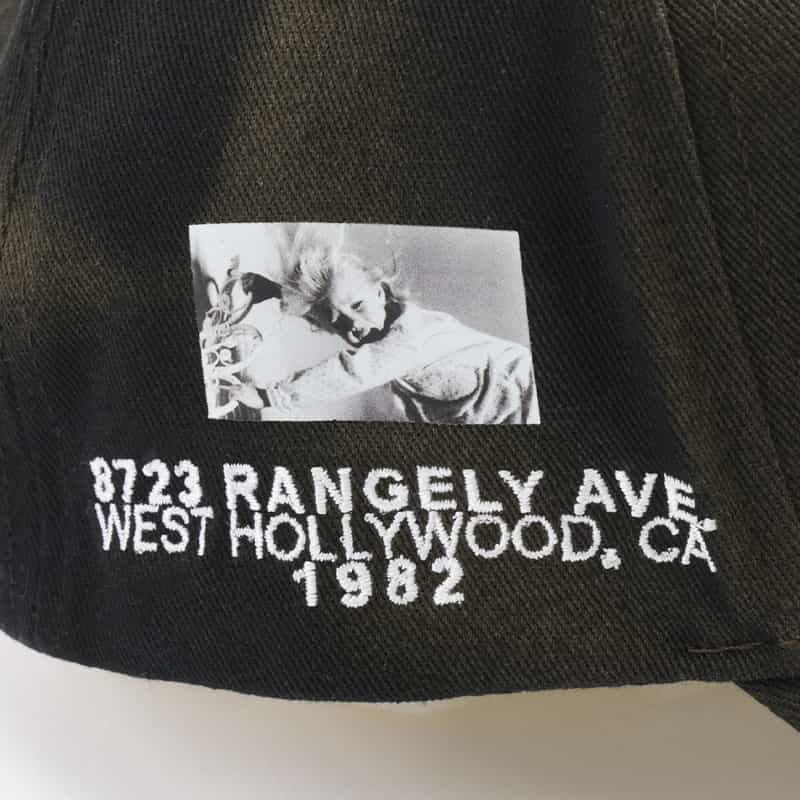 8723 RANGELY AVE.
WEST HOLLYWOOD, CA
1982